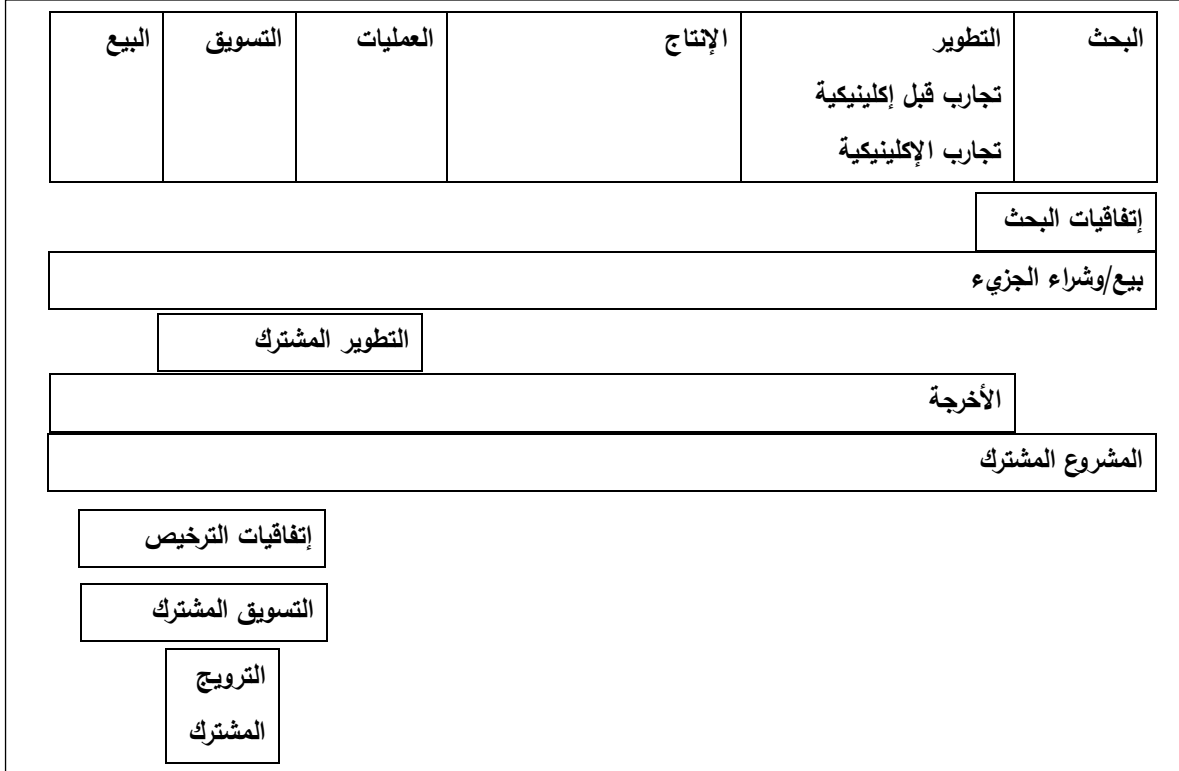 البحث
التطوير
تجارب قبل إكلينيكية
تجارب الإكلينيكية
الإنتاج
العمليات
التسويق
البيع
إتفاقيات البحث
بيع/وشراء الجزيء
التطوير المشترك
الأخرجة
المشروع المشترك
إتفاقيات الترخيص
التسويق المشترك
الترويج
المشترك